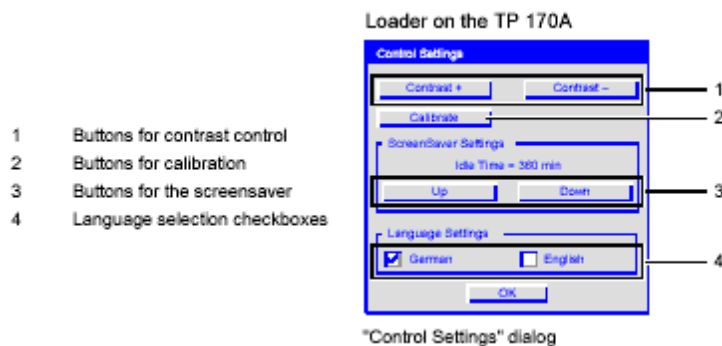 Loader on the TP 170A
Control Settings
Contrast + Contrast –
1
Calibrate
2
ScreenSaver Settings
Idle Time = 360 min
Up Down
3
Language Settings
German English
4
OK
"Control Settings" dialog
1 Buttons for contrast control
2 Buttons for calibration
3 Buttons for the screensaver
4 Language selection checkboxes